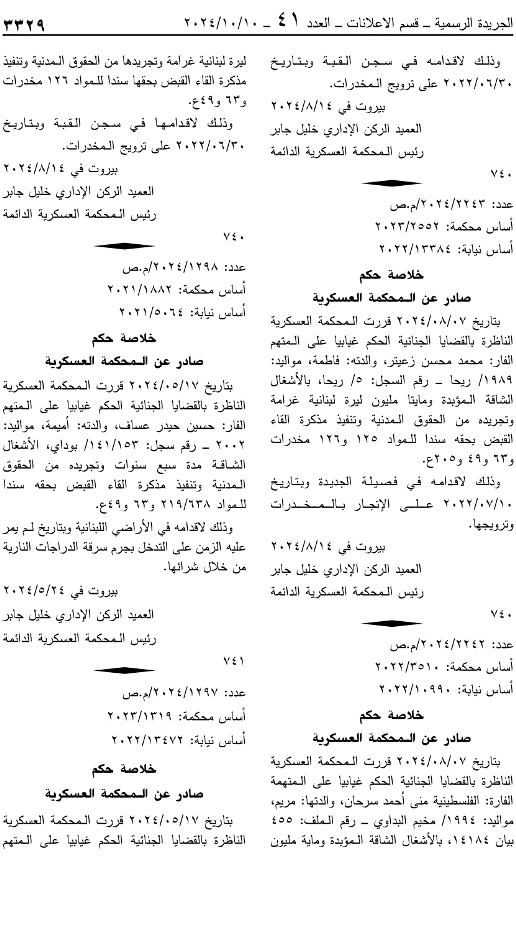 الجريدة الرسمية ــ قسم الاعلانات ــ العدد ٤١ ــ ٢٠٢٤/١٠/١٠
٣٣٢٩
وذلك لاقدامه في سجن القبة وبتاريخ
٢٠٢٢/٠٦/٣٠ على ترويج المخدرات.
بيروت في ٢٠٢٤/٨/١٤
العميد الركن الإداري خليل جابر
رئيس المحكمة العسكرية الدائمة
٧٤٠
عدد: ٢٠٢٤/٢٢٤٣/م.ص
أساس محكمة: ٢٠٢٣/٢٥٥٢
أساس نيابة: ٢٠٢٢/١٣٣٨٤
خلاصة حكم
صادر عن المحكمة العسكرية
بتاريخ ٢٠٢٤/٠٨/٠٧ قررت المحكمة العسكرية
الناظرة بالقضايا الجنائية الحكم غيابيا على المتهم
الفار: محمد محسن زعيتر، والدته: فاطمة، مواليد:
١٩٨٩/ ريحا ــ رقم السجل: ٥/ ريحا، بالأشغال
الشاقة المؤبدة ومايتا مليون ليرة لبنانية غرامة
وتجريده من الحقوق المدنية وتنفيذ مذكرة القاء
القبض بحقه سندا للمواد ١٢٥ و١٢٦ مخدرات
و٦٣ و٤٩ و٢٠٥ع.
وذلك لاقدامه في فصيلة الجديدة وبتاريخ
٢٠٢٢/٠٧/١٠ على الإتجار بالمخدرات
وترويجها.
بيروت في ٢٠٢٤/٨/١٤
العميد الركن الإداري خليل جابر
رئيس المحكمة العسكرية الدائمة
٧٤٠
عدد: ٢٠٢٤/٢٢٤٢/م.ص
أساس محكمة: ٢٠٢٢/٣٥١٠
أساس نيابة: ٢٠٢٢/١٠٩٩٠
خلاصة حكم
صادر عن المحكمة العسكرية
بتاريخ ٢٠٢٤/٠٨/٠٧ قررت المحكمة العسكرية
الناظرة بالقضايا الجنائية الحكم غيابيا على المتهمة
الفارة: الفلسطينية منى أحمد سرحان، والدتها: مريم،
مواليد: ١٩٩٤/ مخيم البداوي ــ رقم الملف: ٤٥٥
بيان ١٤١٨٤، بالأشغال الشاقة المؤبدة وماية مليون
ليرة لبنانية غرامة وتجريدها من الحقوق المدنية وتنفيذ
مذكرة القاء القبض بحقها سندا للمواد ١٢٦ مخدرات
و٦٣ و٤٩ع.
وذلك لاقدامها في سجن القبة وبتاريخ
٢٠٢٢/٠٦/٣٠ على ترويج المخدرات.
بيروت في ٢٠٢٤/٨/١٤
العميد الركن الإداري خليل جابر
رئيس المحكمة العسكرية الدائمة
٧٤٠
عدد: ٢٠٢٤/١٢٩٨/م.ص
أساس محكمة: ٢٠٢١/١٨٨٢
أساس نيابة: ٢٠٢١/٥٠٦٤
خلاصة حكم
صادر عن المحكمة العسكرية
بتاريخ ٢٠٢٤/٠٥/١٧ قررت المحكمة العسكرية
الناظرة بالقضايا الجنائية الحكم غيابيا على المتهم
الفار: حسين حيدر عساف، والدته: أميمة، مواليد:
٢٠٠٢ ــ رقم سجل: ١٤١/١٥٣/ بوداي، الأشغال
الشاقة مدة سبع سنوات وتجريده من الحقوق
المدنية وتنفيذ مذكرة القاء القبض بحقه سندا
للمواد ٢١٩/٦٣٨ و٦٣ و٤٩ع.
وذلك لاقدامه في الأراضي اللبنانية وبتاريخ لم يمر
عليه الزمن على التدخل بجرم سرقة الدراجات النارية
من خلال شرائها.
بيروت في ٢٠٢٤/٥/٢٤
العميد الركن الإداري خليل جابر
رئيس المحكمة العسكرية الدائمة
٧٤١
عدد: ٢٠٢٤/١٢٩٧/م.ص
أساس محكمة: ٢٠٢٣/١٣١٩
أساس نيابة: ٢٠٢٢/١٣٤٧٢
خلاصة حكم
صادر عن المحكمة العسكرية
بتاريخ ٢٠٢٤/٠٥/١٧ قررت المحكمة العسكرية
الناظرة بالقضايا الجنائية الحكم غيابيا على المتهم